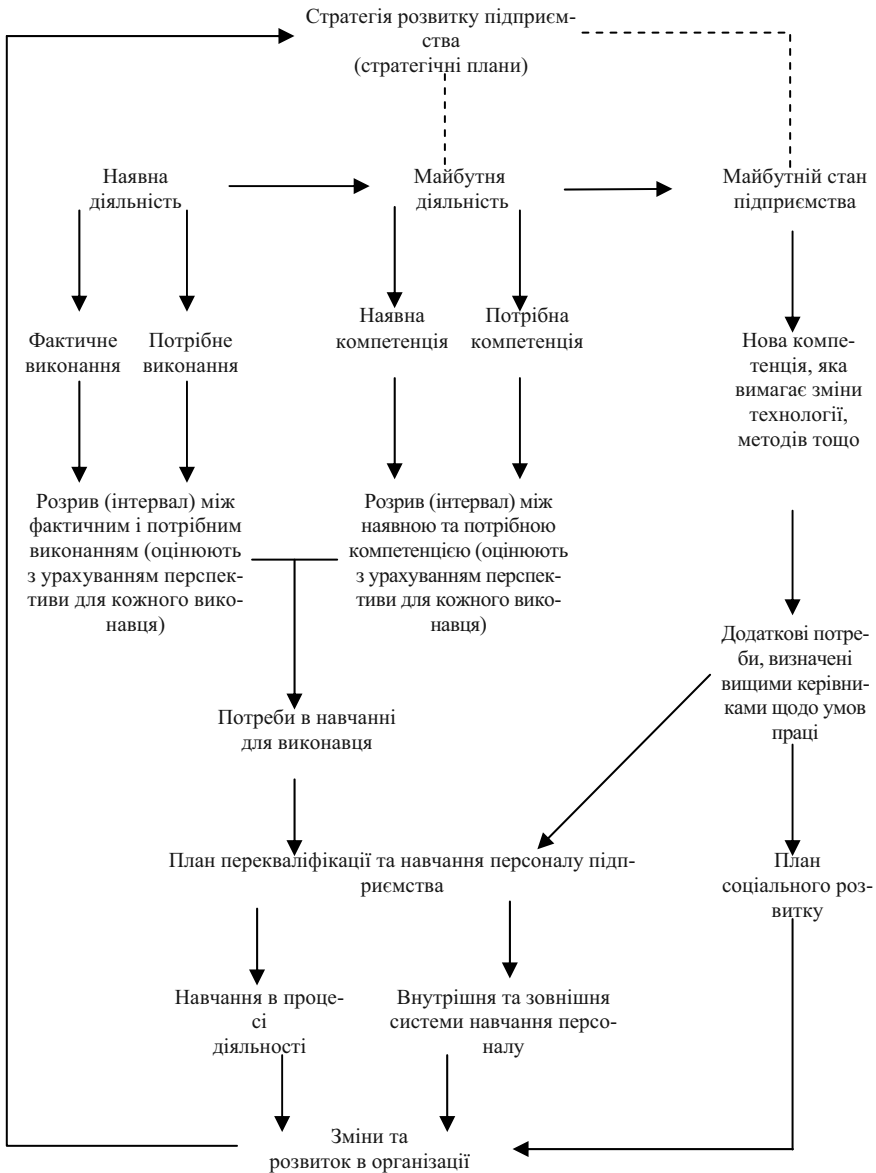 Стратегія розвитку підприєм-
ства
(стратегічні плани)
Наявна
діяльність
Майбутня
діяльність
Майбутній стан
підприємства
Фактичне
виконання
Потрібне
виконання
Наявна
компетенція
Потрібна
компетенція
Нова компе-
тенція, яка
вимагає зміни
технології,
методів тощо
Розрив (інтервал) між
фактичним і потрібним
виконанням (оцінюють
з урахуванням перспек-
тиви для кожного вико-
навця)
Розрив (інтервал) між
наявною та потрібною
компетенцією (оцінюють
з урахуванням перспек-
тиви для кожного вико-
навця)
Додаткові потре-
би, визначені
вищими керівни-
ками щодо умов
праці
Потреби в навчанні
для виконавця
План перекваліфікації та навчання персоналу підп-
риємства
План
соціального роз-
витку
Навчання в проце-
сі
діяльності
Внутрішня та зовнішня
системи навчання персо-
налу
Зміни та
розвиток в організації